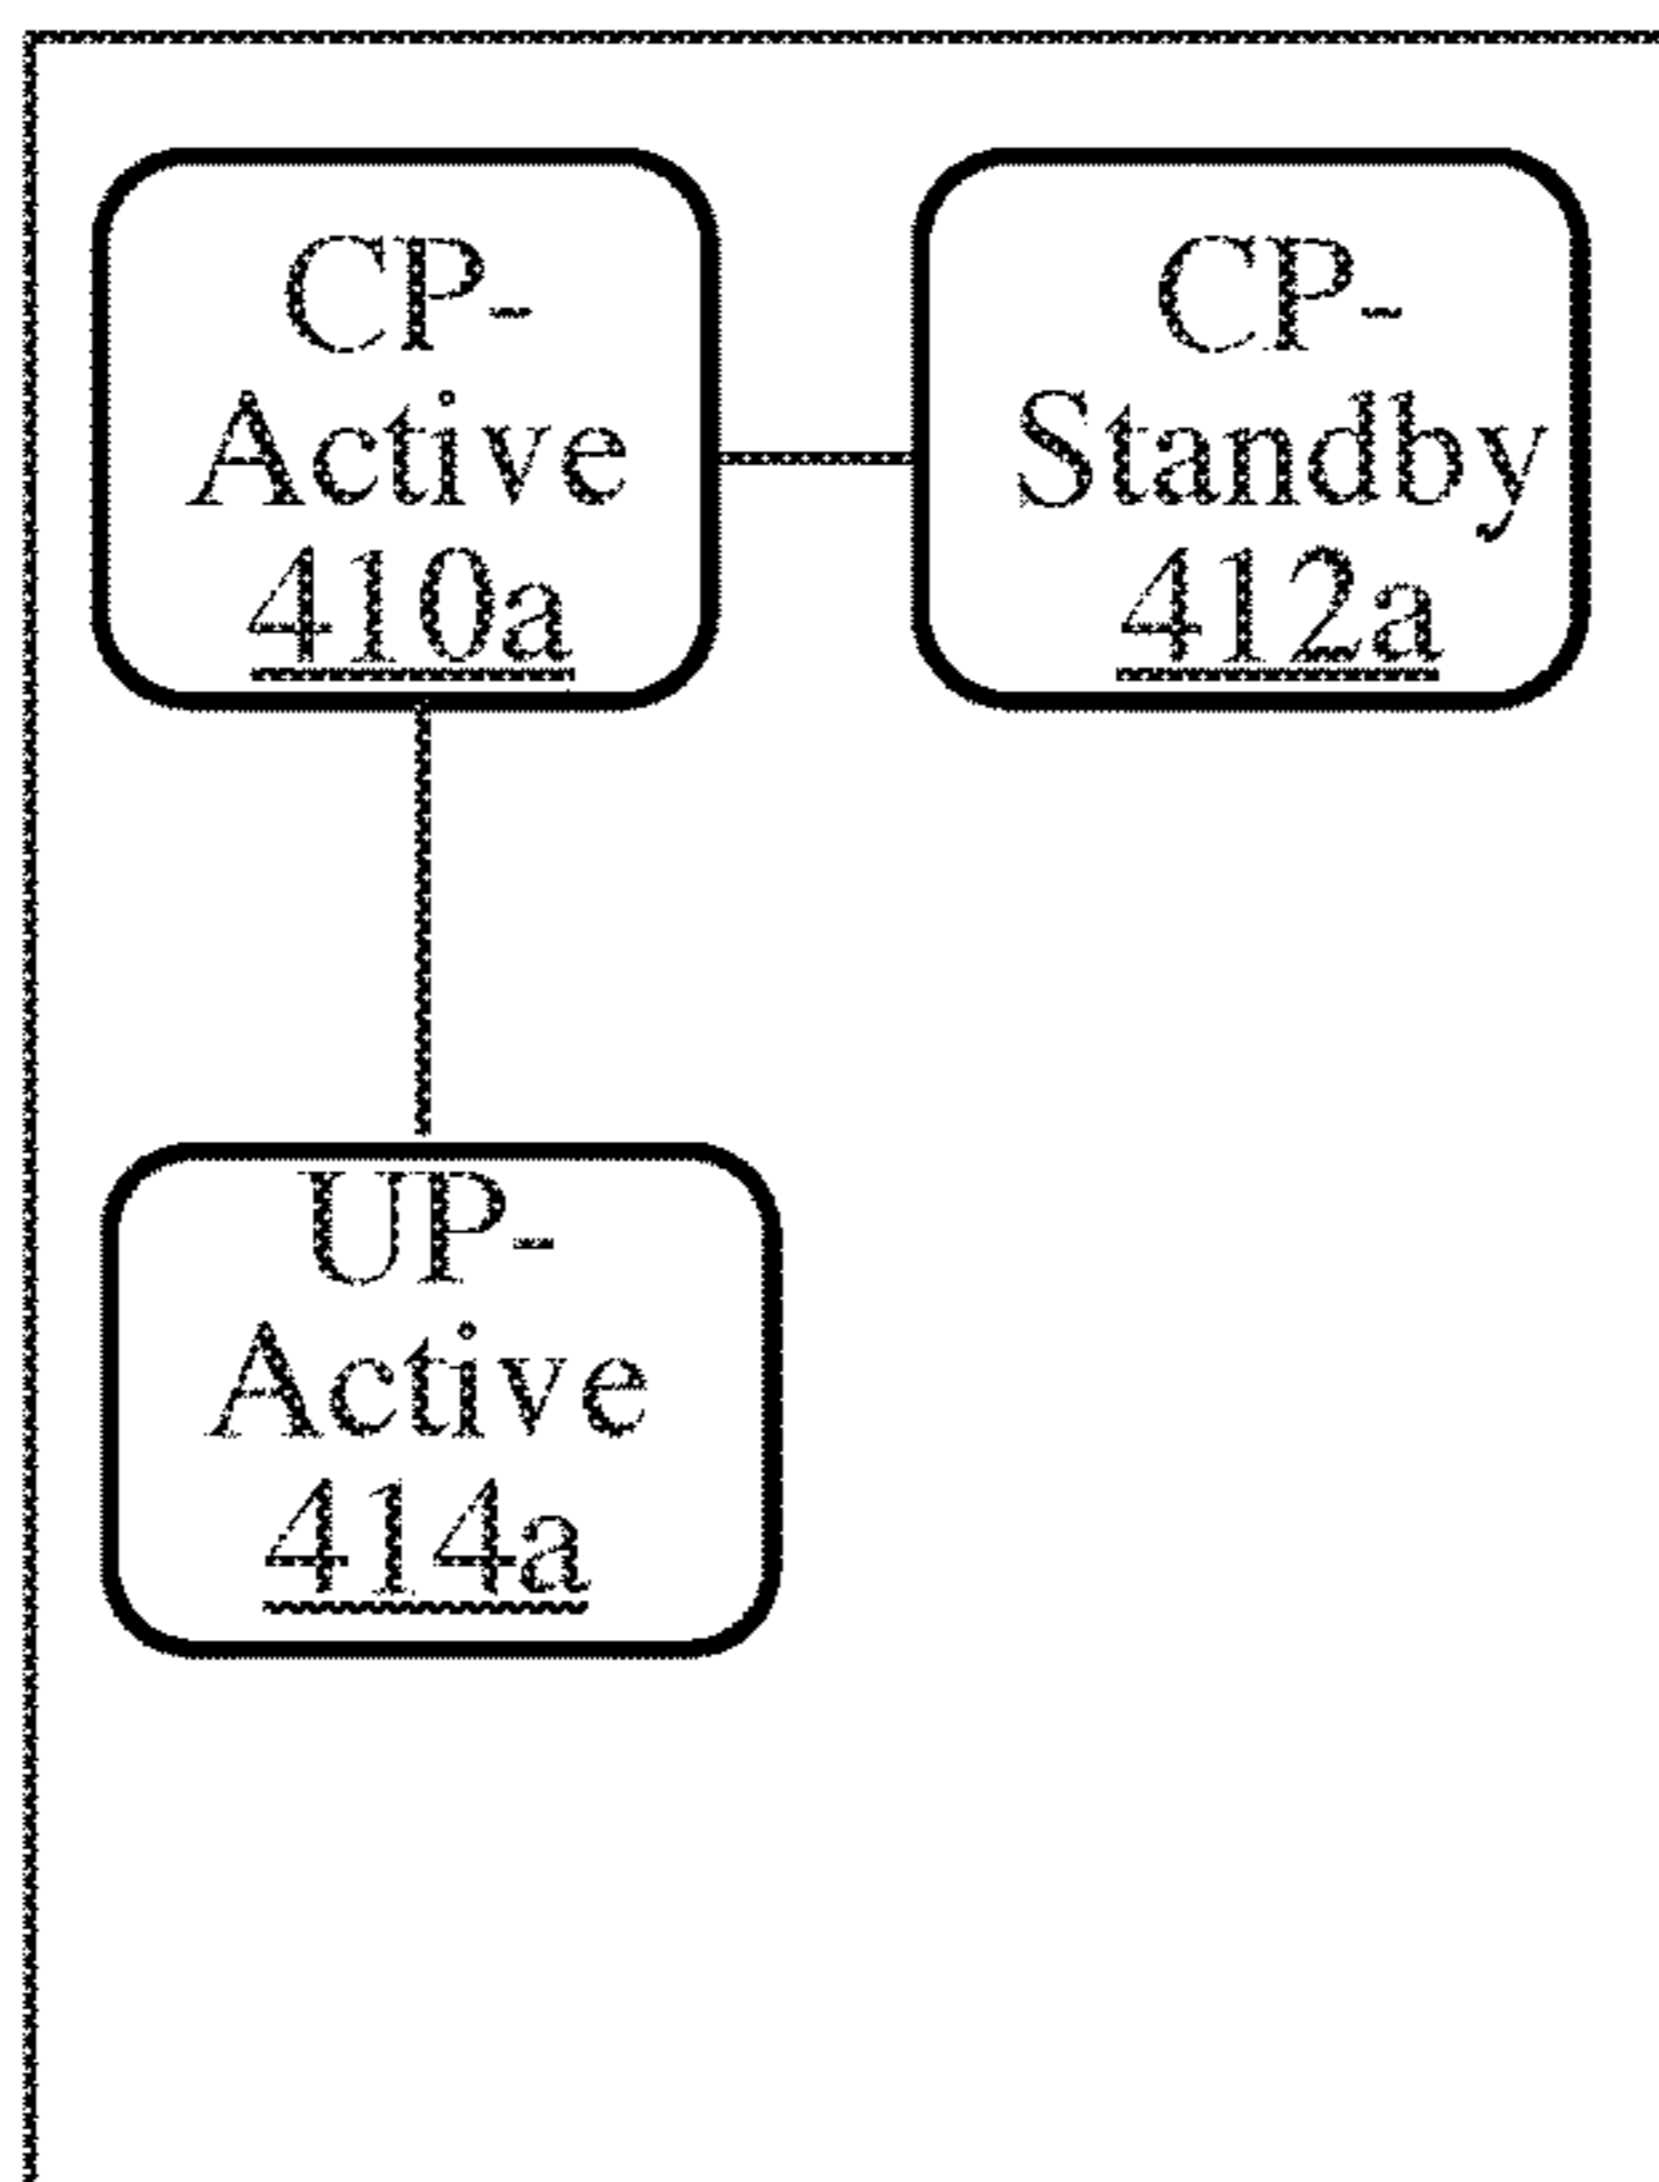 CP-
Active
410a
CP-
Standby
412a
UP-
Active
414a